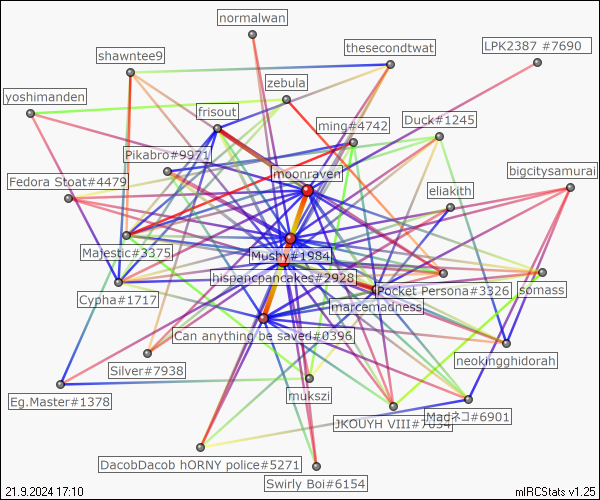 normalwan
LPK2387 #7690
thesecondtwat
shawntee9
zebula
yoshimanden
frisout
ming#4742
Duck#1245
Pikabro#9971
bigcitysamurai
moonraven
Fedora Stoat#4479
eliakith
Majestic#3375
Mushy#1984
hispancpancakes#2928
Pocket Persona#3326
somass
Cypha#1717
marcemadness
Can anything be saved#0396
neokingghidorah
Silver#7938
mukszi
Eg.Master#1378
Madネコ#6901
JKOUYH VIII#7034
DacobDacob hORNY police#5271
Swirly Boi#6154
21.9.2024 17:10
mIRCStats v1.25